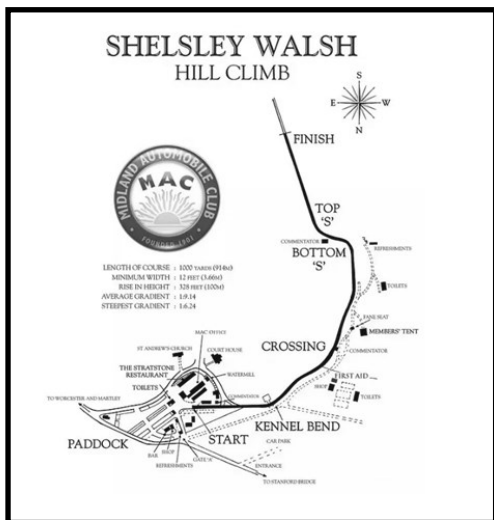 SHELSLEY WALSH
HILL CLIMB
S
E
W
N
FINISH
MIDLAND AUTOMOBILE CLUB
MAC
FOUNDED 1901
TOP
'S'
COMMENTATOR
BOTTOM
'S'
REFRESHMENTS
TOILETS
LENGTH OF COURSE : 1000 YARDS (914M)
MINIMUM WIDTH : 12 FEET (3.66M)
RISE IN HEIGHT : 328 FEET (100M)
AVERAGE GRADIENT : 1:9.14
STEEPEST GRADIENT : 1:6.24
MEMBERS' TENT
CROSSING
COMMENTATOR
MAC OFFICE
ST ANDREW'S CHURCH
COURT HOUSE
THE STRATSTONE
RESTAURANT
WATERMILL
TOILETS
FIRST AID
SHOP
TOILETS
COMMENTATOR
TO WORCESTER AND MARTLEY
KENNEL BEND
START
PADDOCK
BAR
SHOP
REFRESHMENTS
GATE 'A'
CAR PARK
ENTRANCE
TO STANFORD BRIDGE